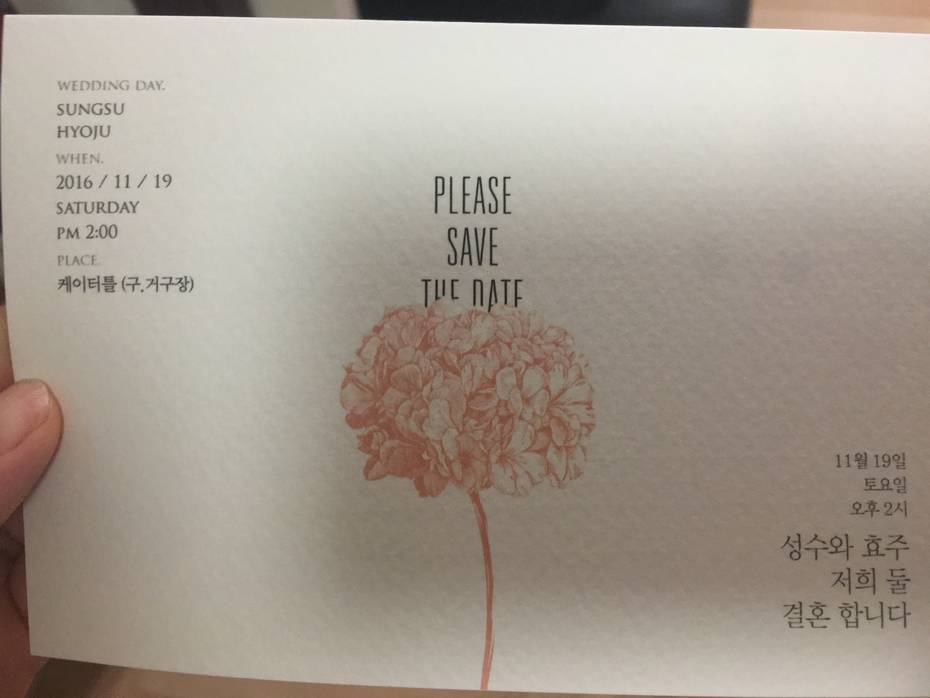 WEDDING DAY.
SUNGSU
HYOJU
WHEN.
2016 / 11 / 19
SATURDAY
PM 2:00
PLACE.
케이터틀 (구.거구장)
PLEASE
SAVE
THE DATE
11월 19일
토요일
오후 2시
성수와 효주
저희 둘
결혼 합니다